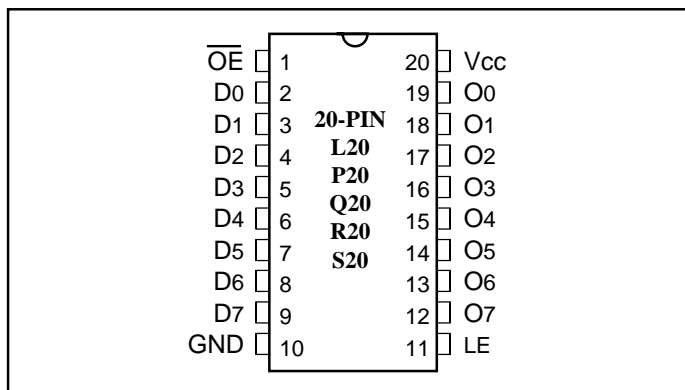 OE 1 20 Vcc
D0 2 19 O0
D1 3 20-PIN 18 O1
D2 4 L20 17 O2
D3 5 P20 16 O3
D4 6 Q20 15 O4
D5 7 R20 14 O5
D6 8 S20 13 O6
D7 9 12 O7
GND 10 11 LE